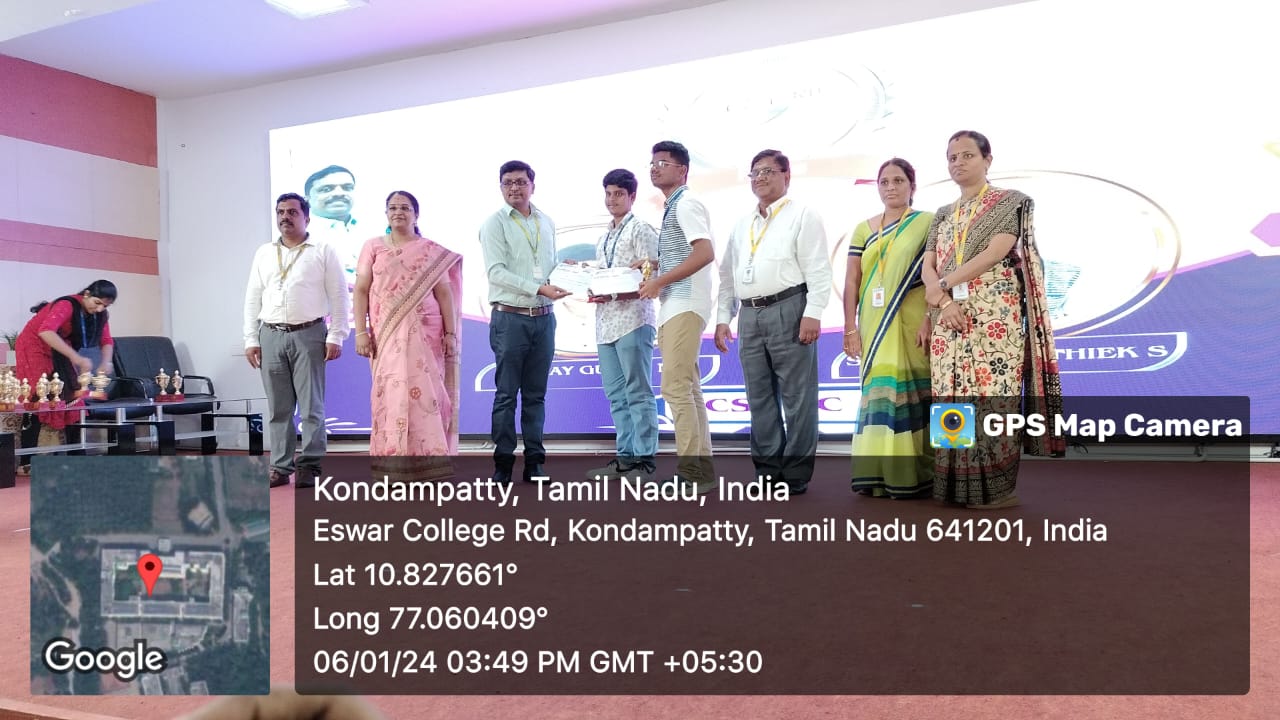 THIEK S
GPS Map Camera
Kondampatty, Tamil Nadu, India
Eswar College Rd, Kondampatty, Tamil Nadu 641201, India
Lat 10.827661°
Long 77.060409°
06/01/24 03:49 PM GMT +05:30
Google